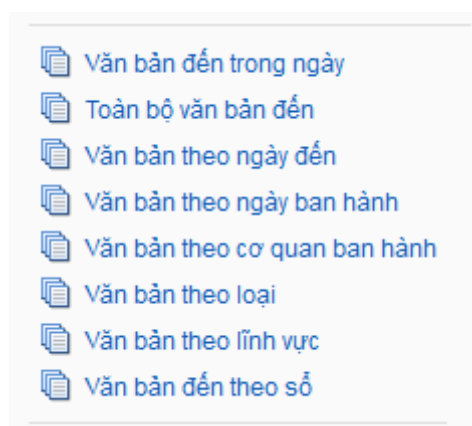 Văn bản đến trong ngày
Toàn bộ văn bản đến
Văn bản theo ngày đến
Văn bản theo ngày ban hành
Văn bản theo cơ quan ban hành
Văn bản theo loại
Văn bản theo lĩnh vực
Văn bản đến theo sổ